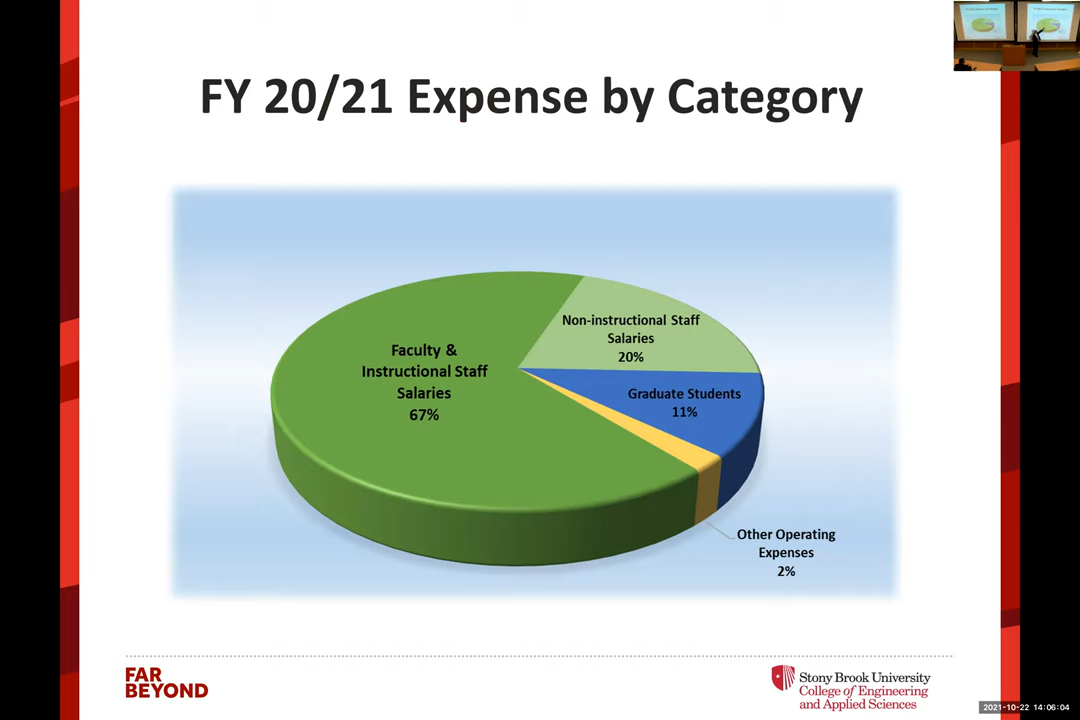 FY 20/21 Expense by Category
Non-instructional Staff
Salaries
20%
Faculty &
Instructional Staff
Salaries
67%
Graduate Students
11%
Other Operating
Expenses
2%
FAR
BEYOND
Stony Brook University
College of Engineering
and Applied Sciences
2021-10-22 14:06:04